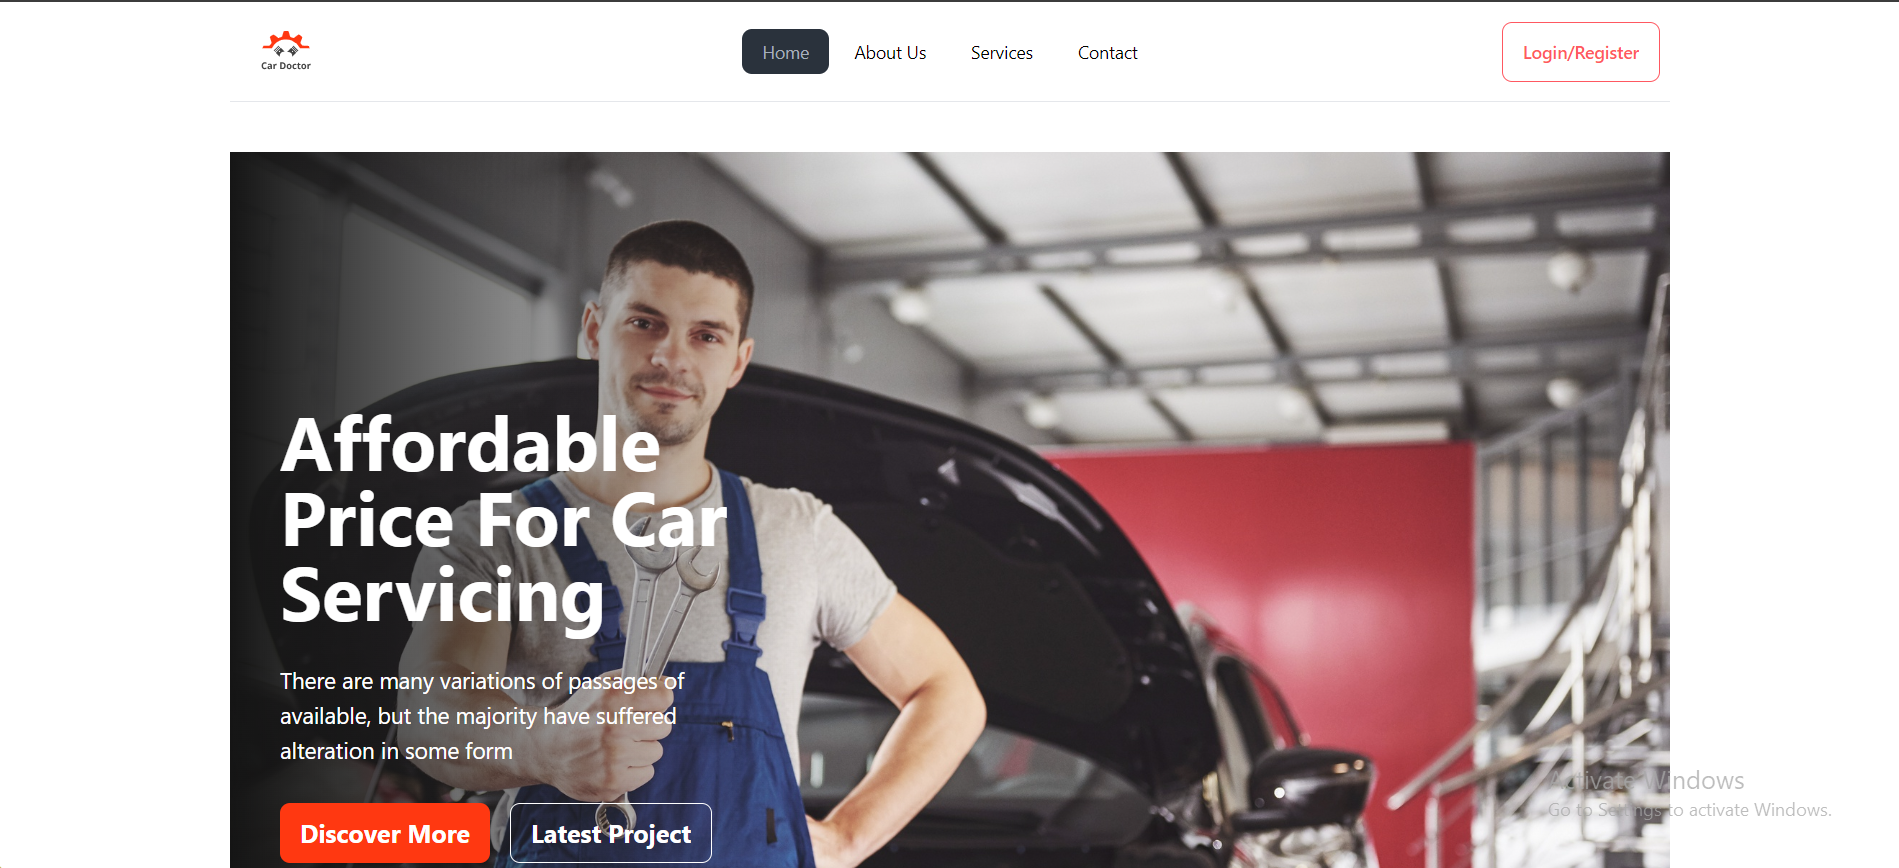 Car Doctor
Home
About Us
Services
Contact
Login/Register
Affordable
Price For Car
Servicing
There are many variations of passages of
available, but the majority have suffered
alteration in some form
Discover More
Latest Project
Activate Windows
Go to Settings to activate Windows.